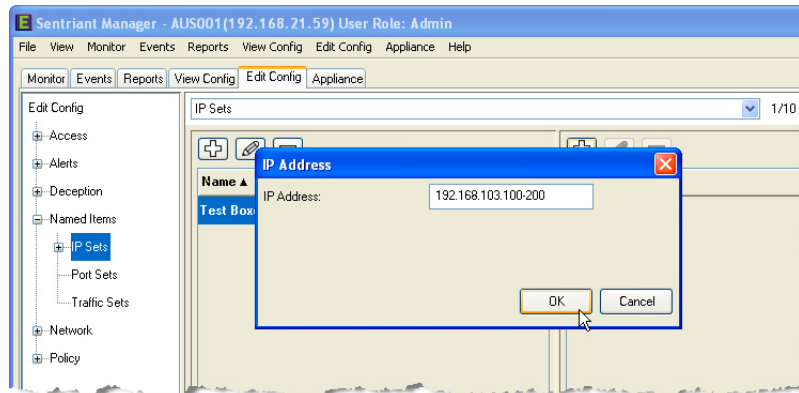 Sentriant Manager - AUS001(192.168.21.59) User Role: Admin
File View Monitor Events Reports View Config Edit Config Appliance Help
Monitor Events Reports View Config Edit Config Appliance
Edit Config
IP Sets
1/10
Access
Alerts
Deception
Named Items
IP Sets
Port Sets
Traffic Sets
Network
Policy
Name
Test Box
IP Address
IP Address:
192.168.103.100-200
OK
Cancel